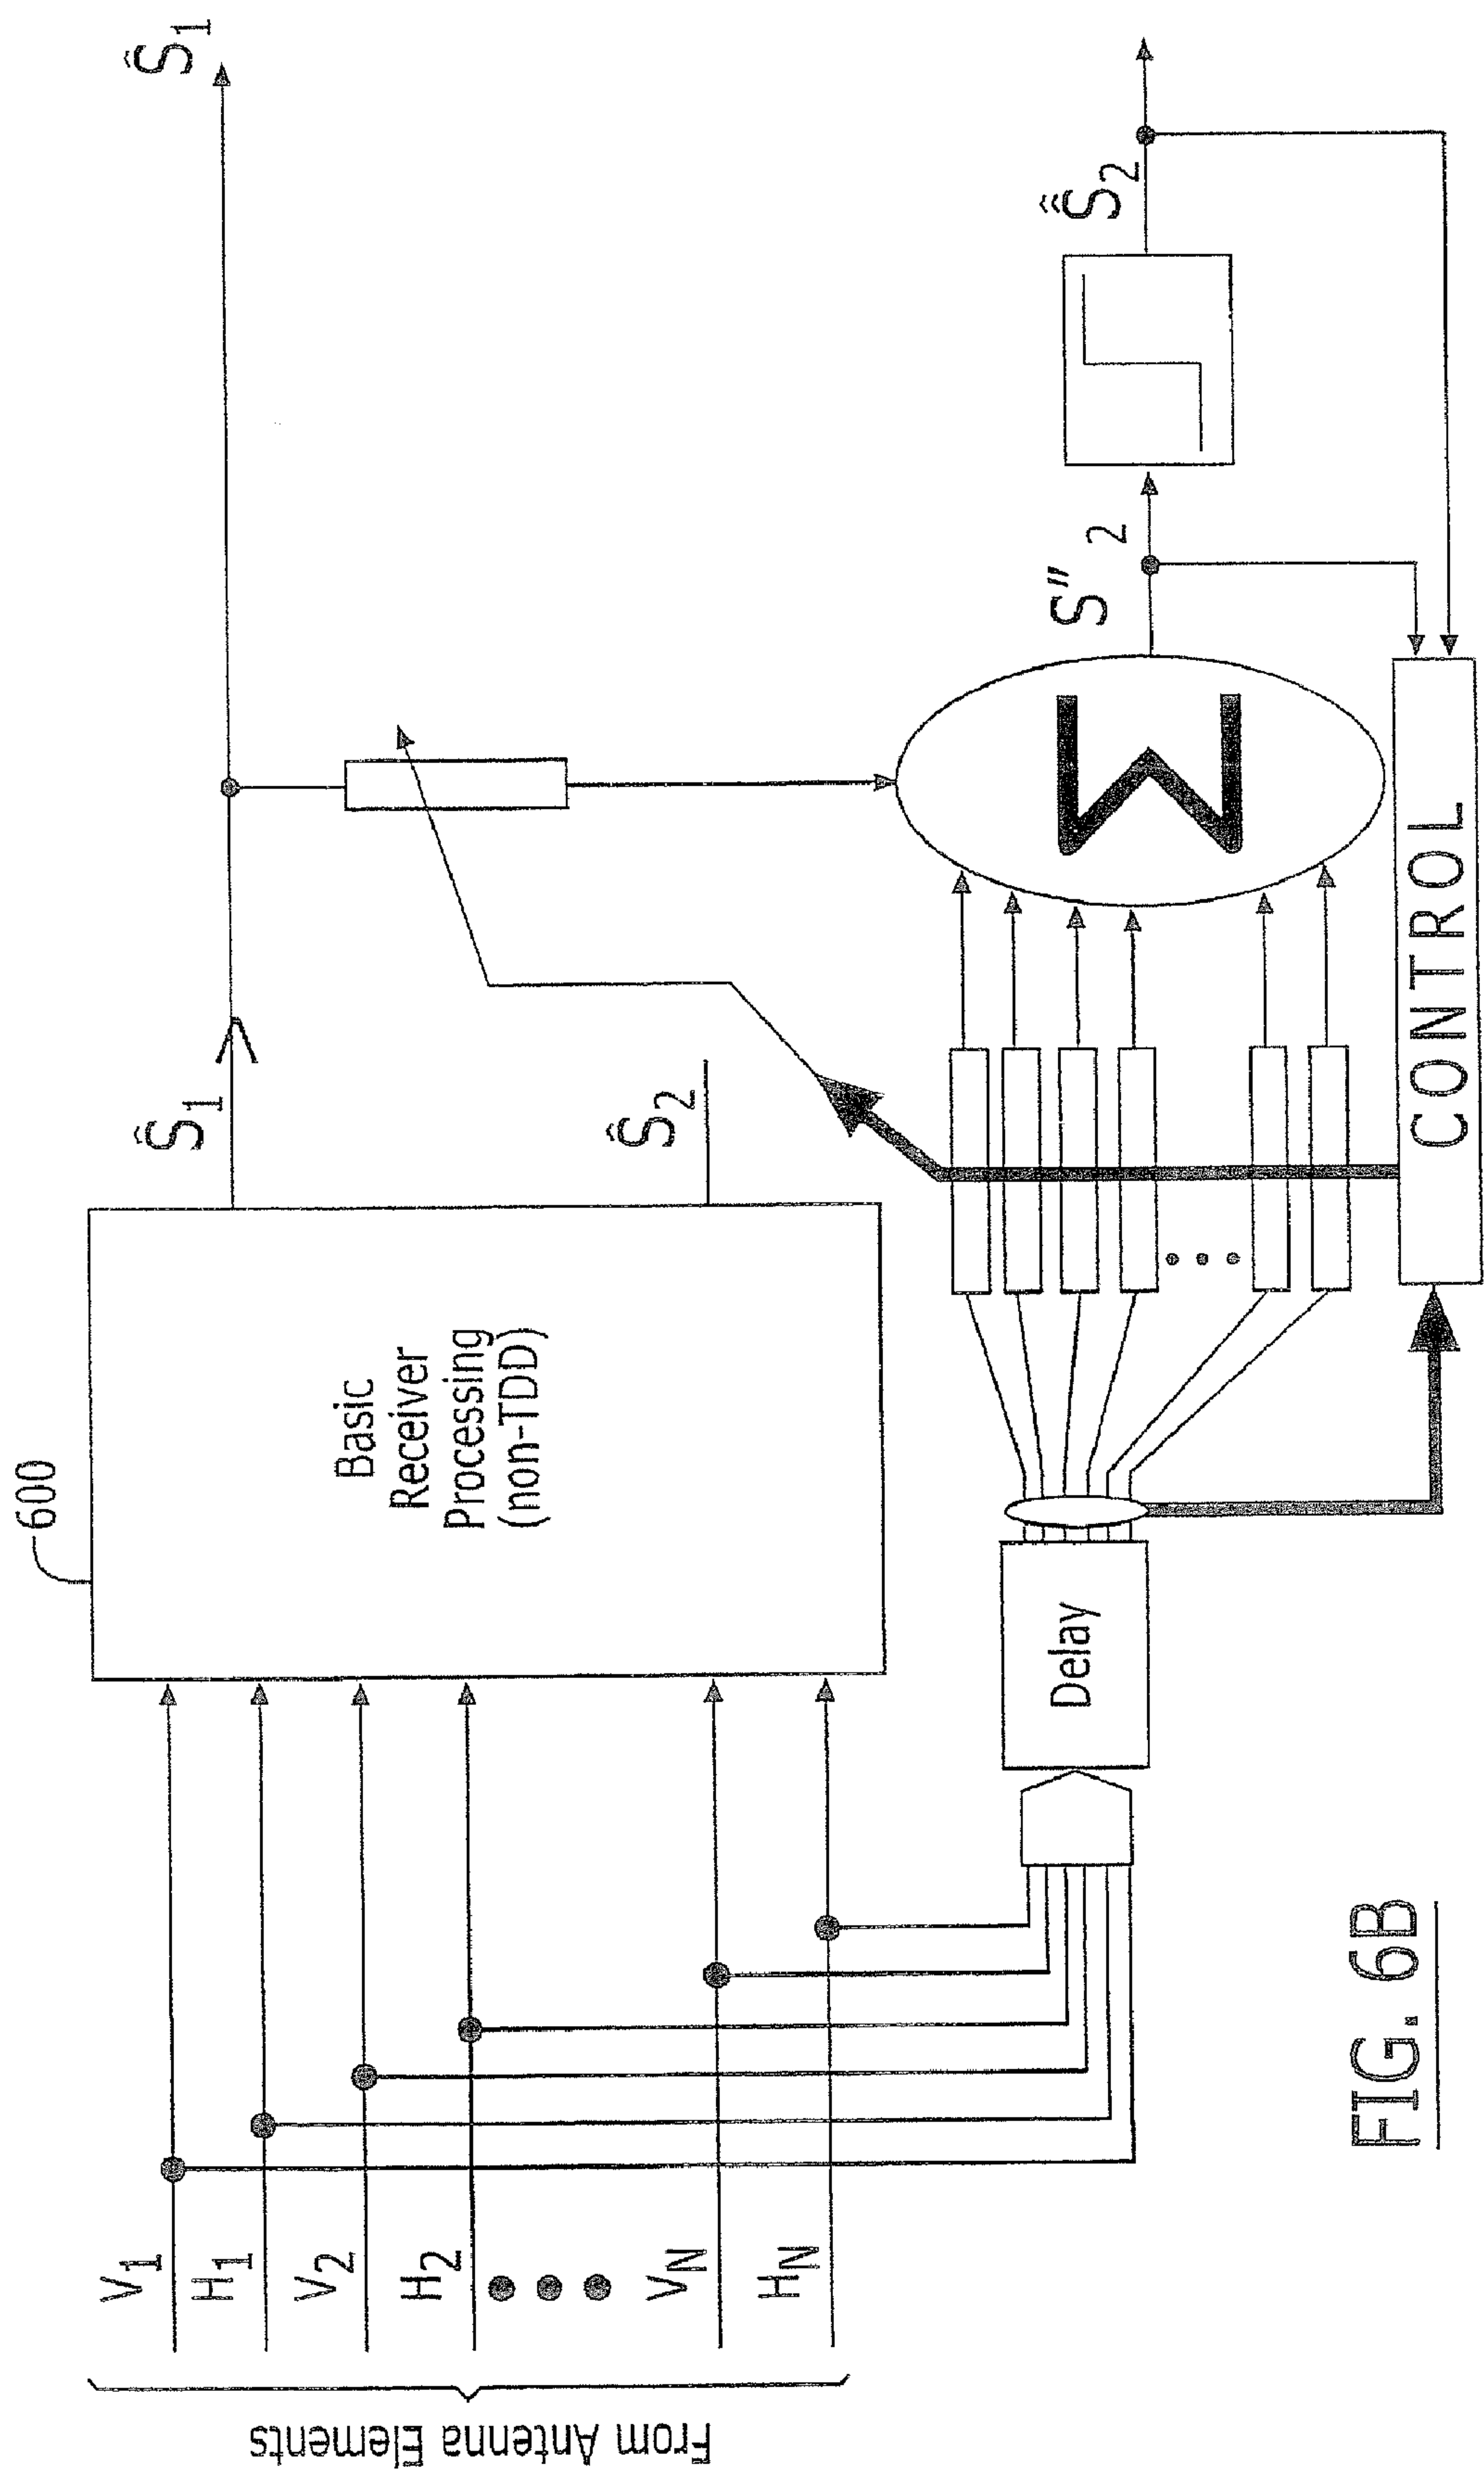 From Antenna Elements
V1
H1
V2
H2
VN
HN
600
Basic
Receiver
Processing
(non-TDD)
Ŝ1
Ŝ2
Ŝ1
Delay
Σ
S″2
Ŝ̂2
CONTROL
FIG. 6B